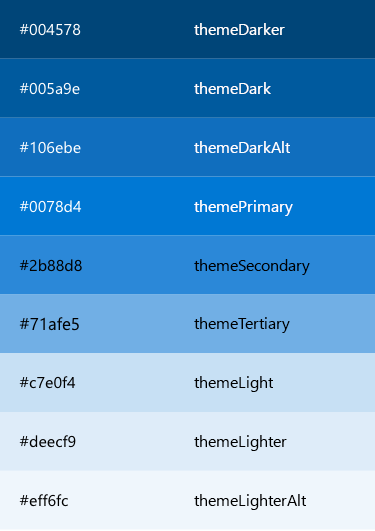 #004578 themeDarker
#005a9e themeDark
#106ebe themeDarkAlt
#0078d4 themePrimary
#2b88d8 themeSecondary
#71afe5 themeTertiary
#c7e0f4 themeLight
#deecf9 themeLighter
#eff6fc themeLighterAlt